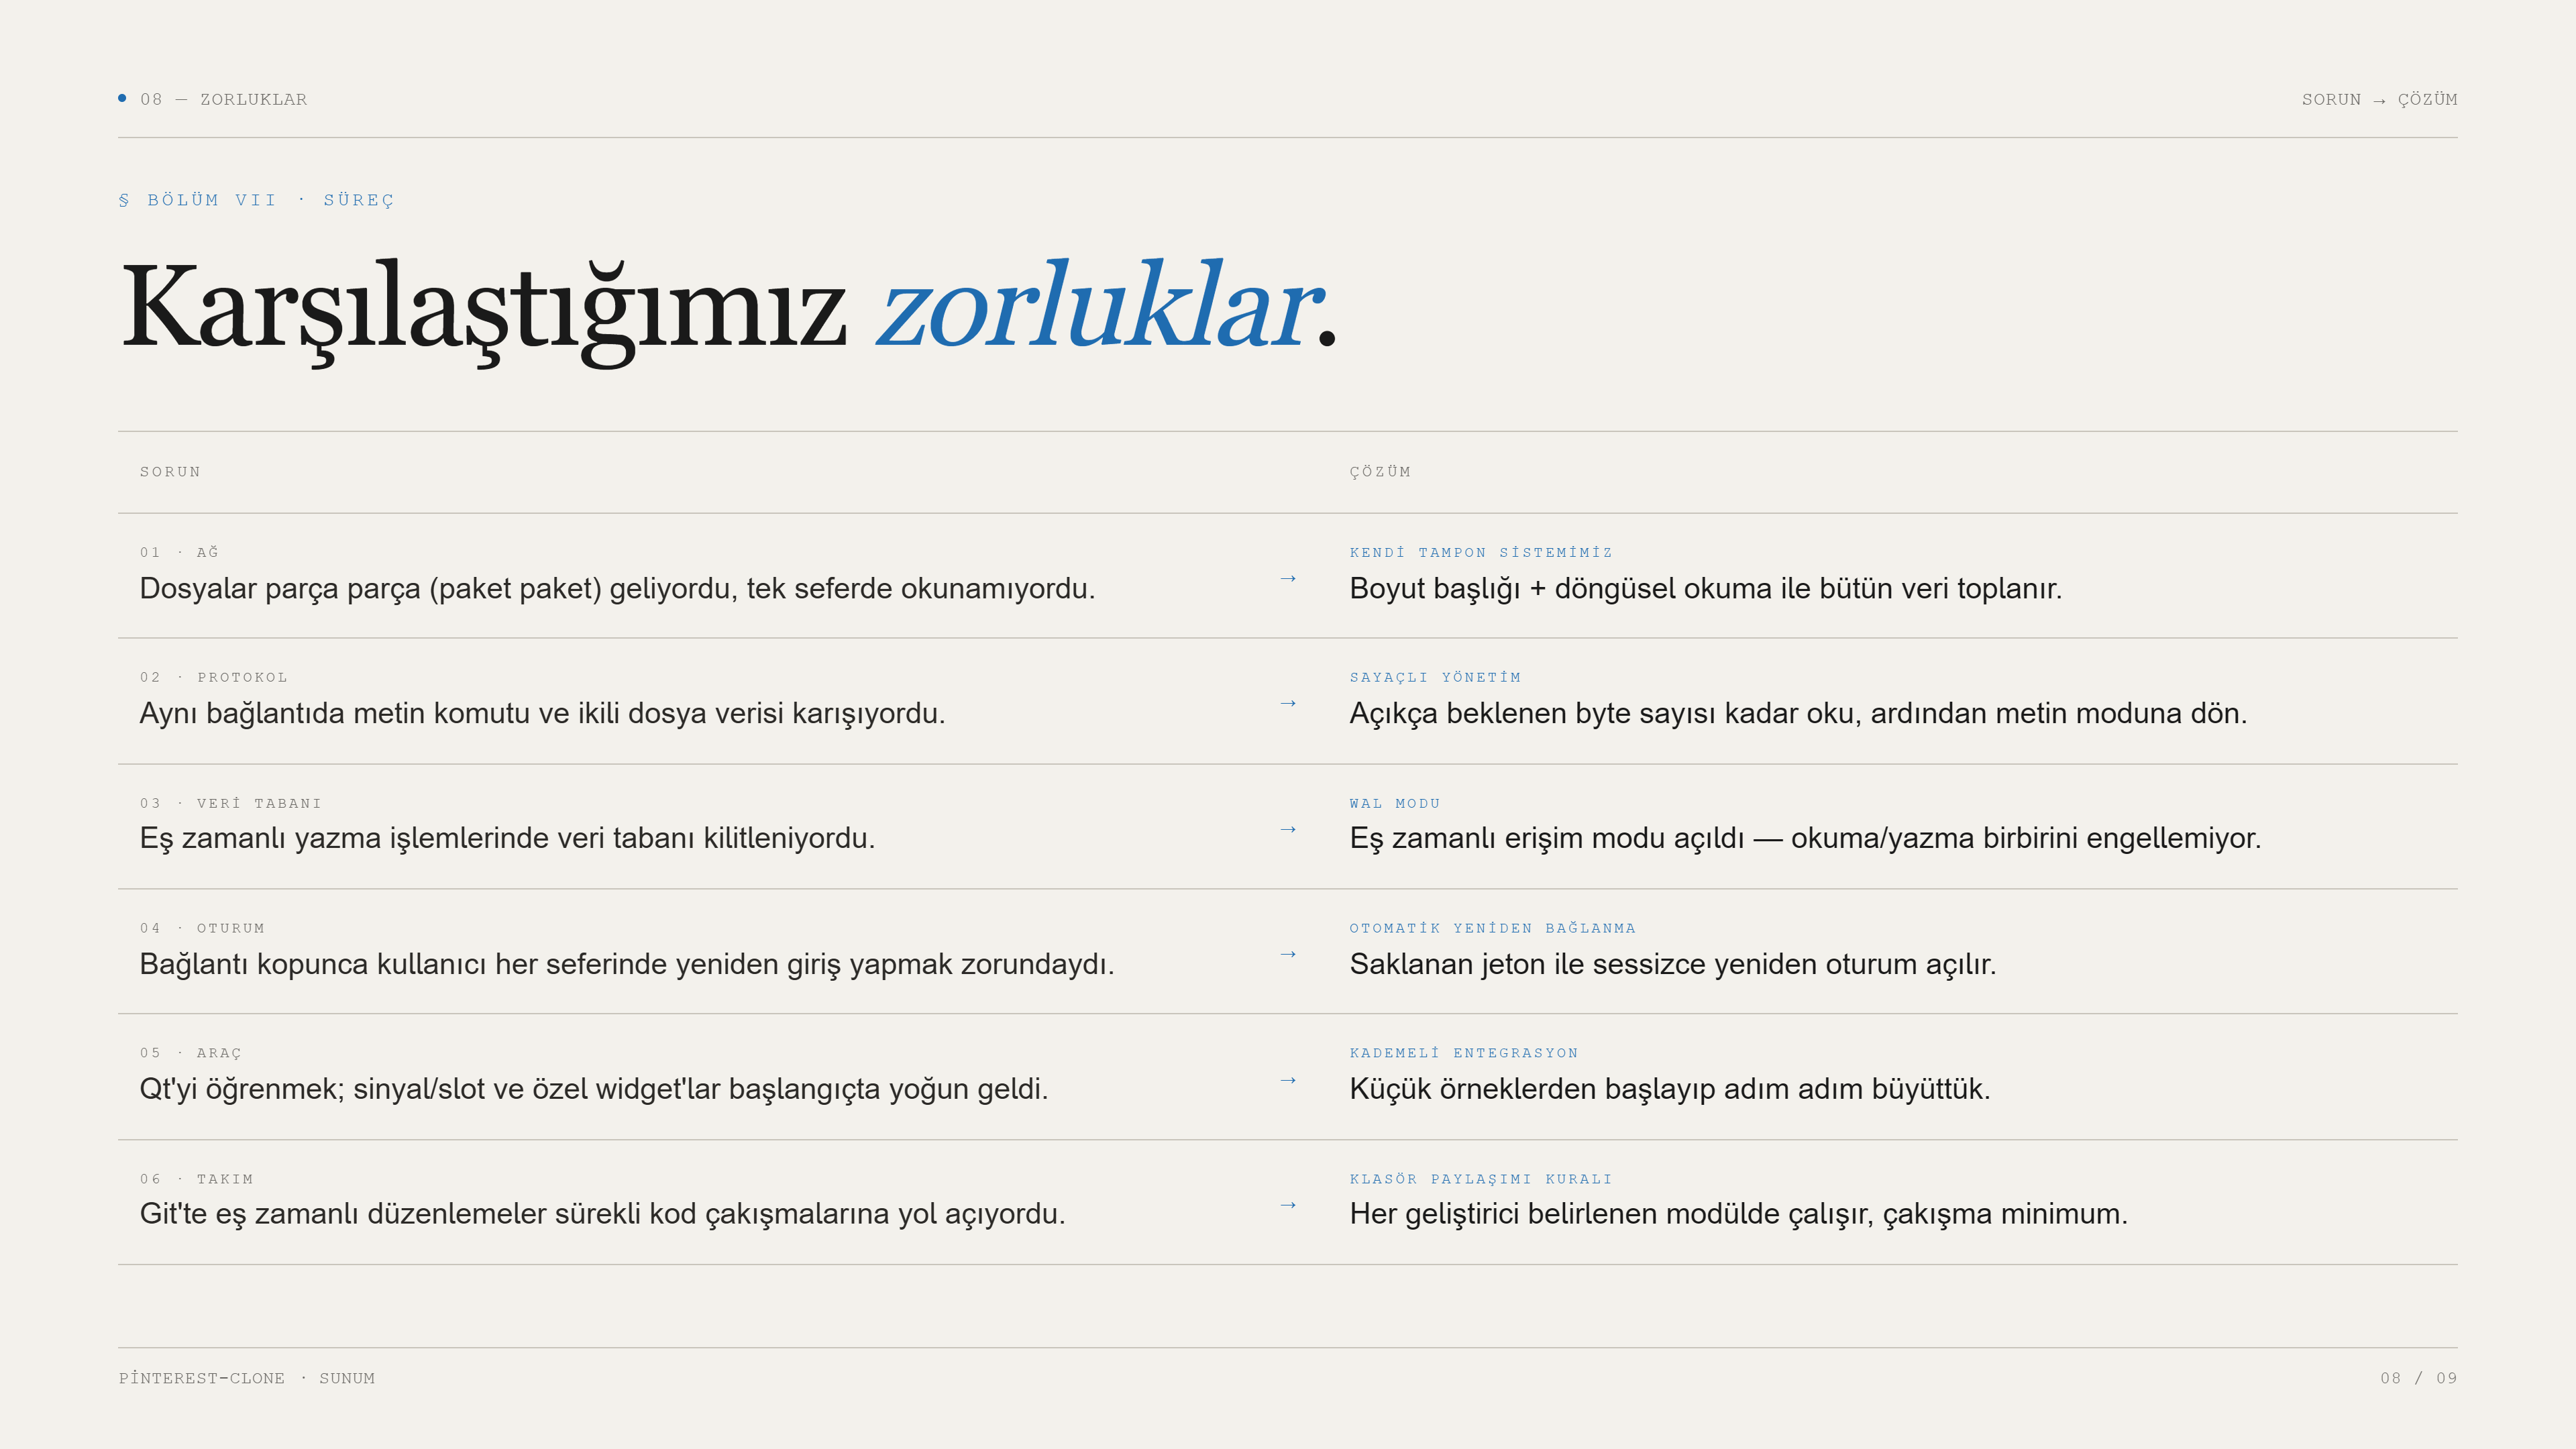 08 — ZORLUKLAR
SORUN → ÇÖZÜM
§ BÖLÜM VII · SÜREÇ
Karşılaştığımız zorluklar.
SORUN
ÇÖZÜM
01 · AĞ
Dosyalar parça parça (paket paket) geliyordu, tek seferde okunamıyordu.
→
KENDİ TAMPON SİSTEMİMİZ
Boyut başlığı + döngüsel okuma ile bütün veri toplanır.
02 · PROTOKOL
Aynı bağlantıda metin komutu ve ikili dosya verisi karışıyordu.
→
SAYAÇLI YÖNETİM
Açıkça beklenen byte sayısı kadar oku, ardından metin moduna dön.
03 · VERİ TABANI
Eş zamanlı yazma işlemlerinde veri tabanı kilitleniyordu.
→
WAL MODU
Eş zamanlı erişim modu açıldı — okuma/yazma birbirini engellemiyor.
04 · OTURUM
Bağlantı kopunca kullanıcı her seferinde yeniden giriş yapmak zorundaydı.
→
OTOMATİK YENİDEN BAĞLANMA
Saklanan jeton ile sessizce yeniden oturum açılır.
05 · ARAÇ
Qt'yi öğrenmek; sinyal/slot ve özel widget'lar başlangıçta yoğun geldi.
→
KADEMELİ ENTEGRASYON
Küçük örneklerden başlayıp adım adım büyüttük.
06 · TAKIM
Git'te eş zamanlı düzenlemeler sürekli kod çakışmalarına yol açıyordu.
→
KLASÖR PAYLAŞIMI KURALI
Her geliştirici belirlenen modülde çalışır, çakışma minimum.
PİNTEREST-CLONE · SUNUM
08 / 09